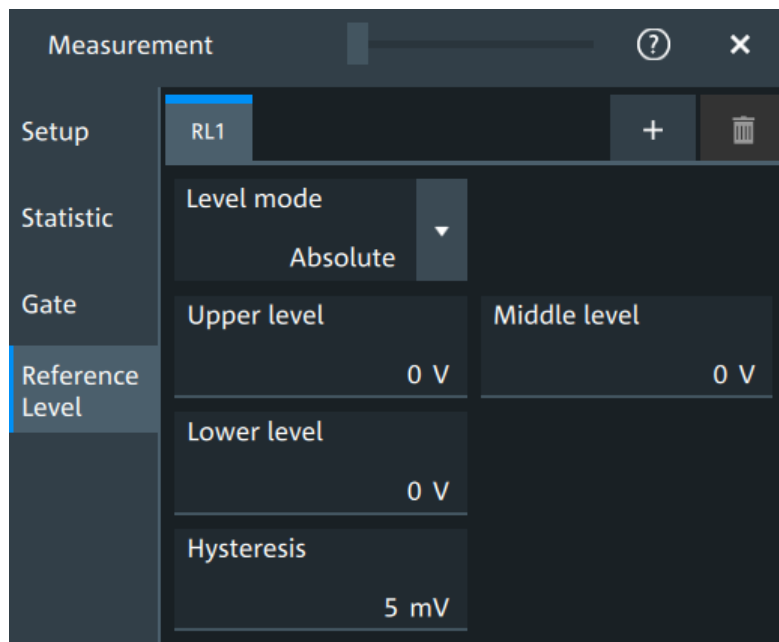 Measurement
?
Setup
RL1
+
Statistic
Level mode
Absolute
Gate
Upper level
0 V
Middle level
0 V
Reference
Level
Lower level
0 V
Hysteresis
5 mV